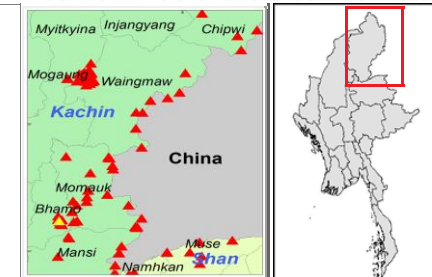 Myitkyina
Injangyang
Chipwi
Mogaung
Waingmaw
Kachin
China
Momauk
Bhamo
Muse
Mansi
Shan
Namhkan